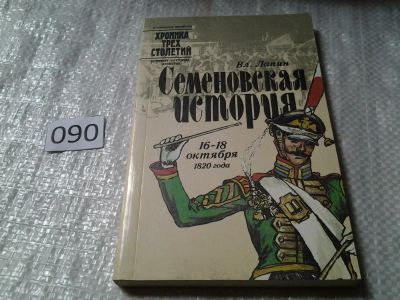 ХРОНИКА
ТРЕХ
СТОЛЕТИЙ
Вл. Лапин
Семеновская
история
16-18
октября
1820 года
090